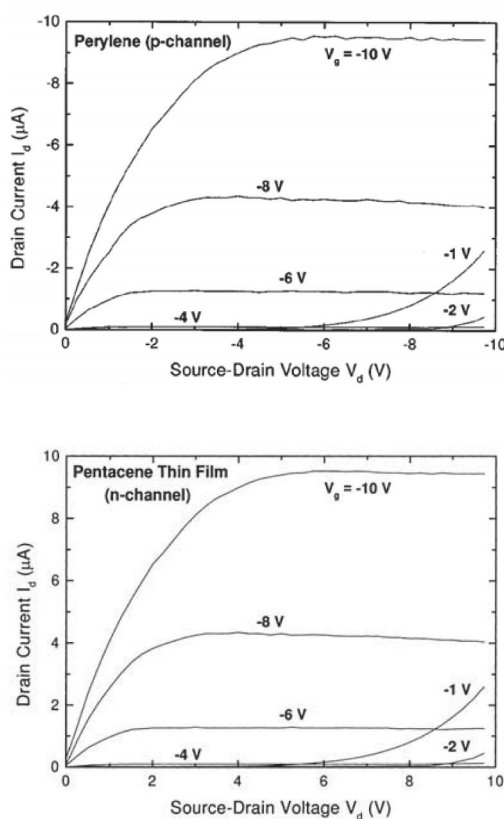 Perylene (p-channel)
V_g = -10 V
-8 V
-6 V
-4 V
-1 V
-2 V
Drain Current I_d (μA)
-10
-8
-6
-4
-2
0
0
-2
-4
-6
-8
-10
Source-Drain Voltage V_d (V)
Pentacene Thin Film
(n-channel)
V_g = -10 V
-8 V
-6 V
-4 V
-1 V
-2 V
Drain Current I_d (μA)
10
8
6
4
2
0
0
2
4
6
8
10
Source-Drain Voltage V_d (V)